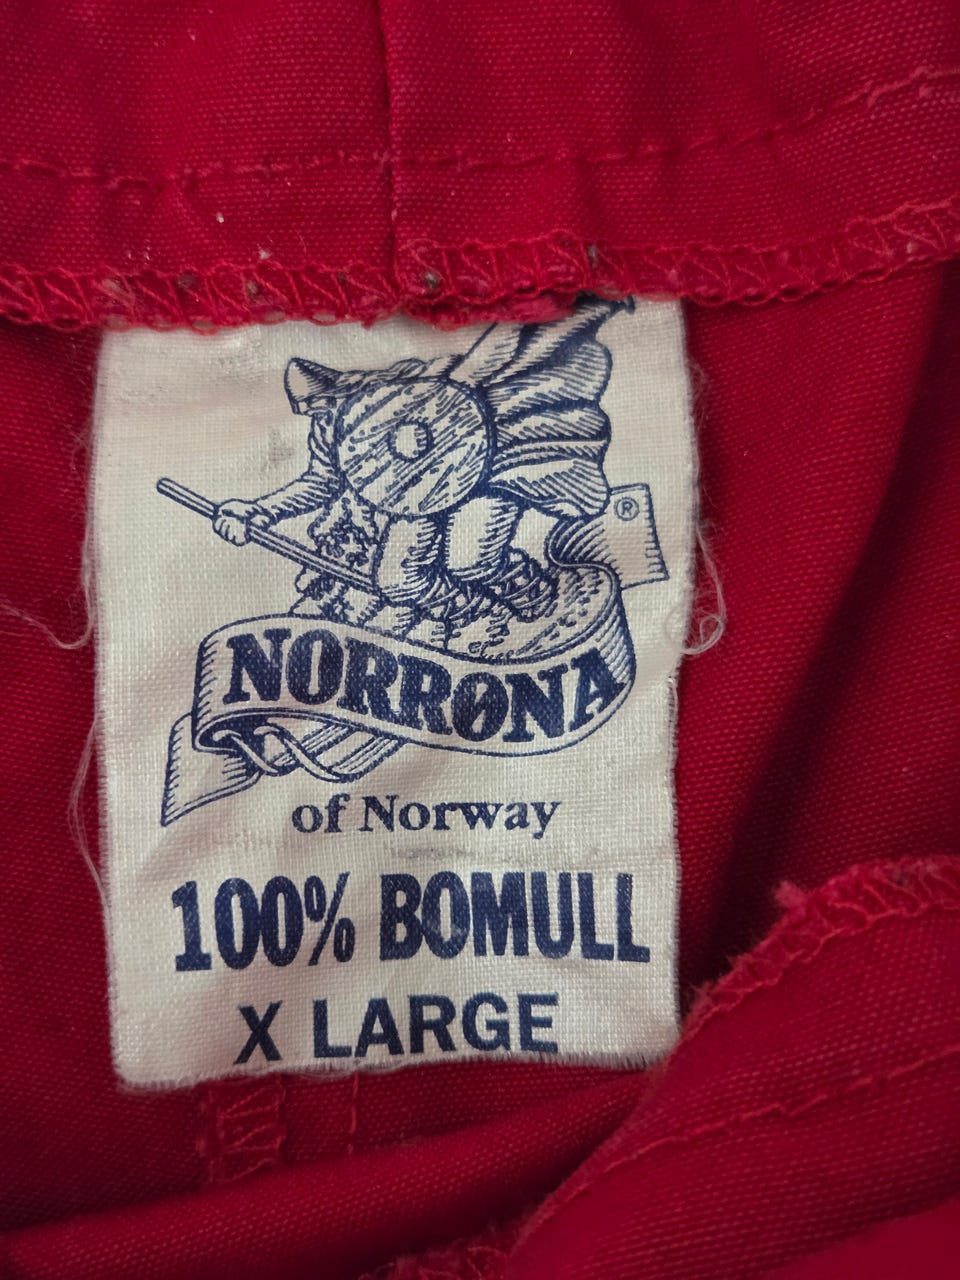 ®
NORRØNA
of Norway
100% BOMULL
X LARGE